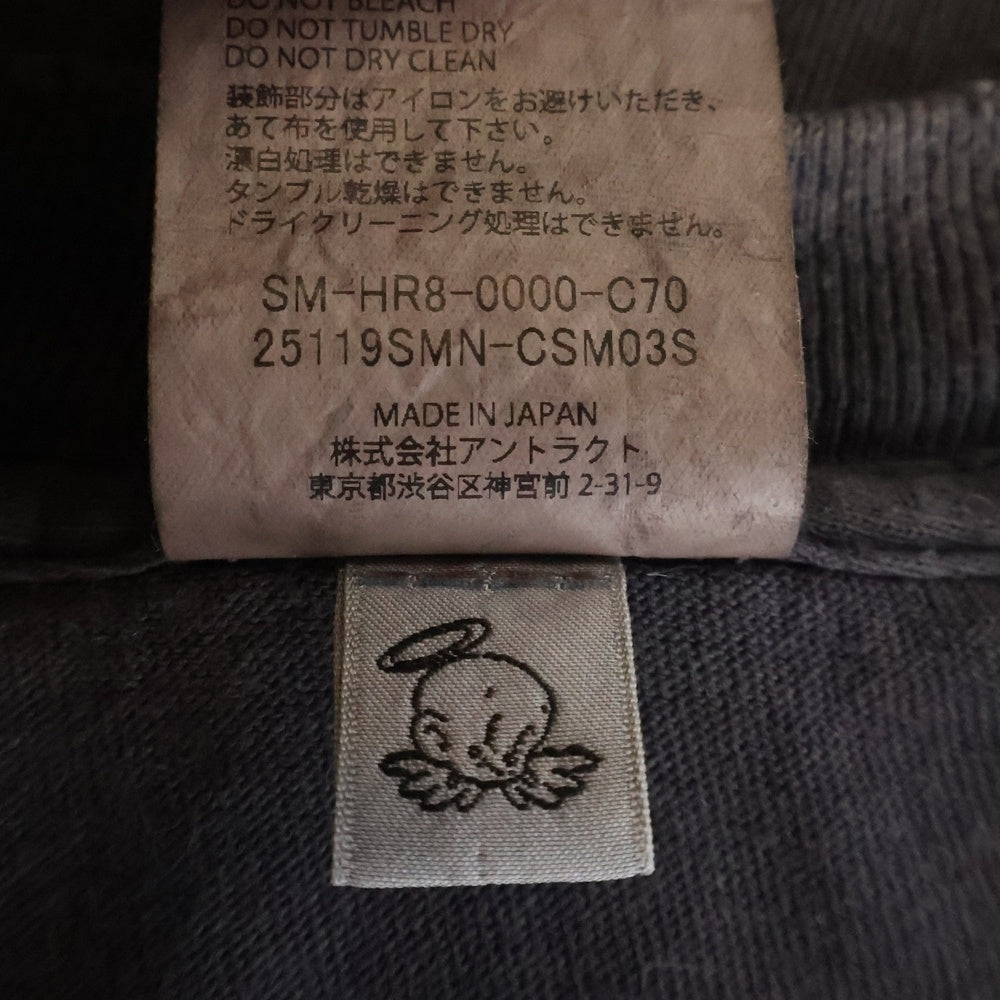 DO NOT BLEACH
DO NOT TUMBLE DRY
DO NOT DRY CLEAN
装飾部分はアイロンをお避けいただき、
あて布を使用して下さい。
漂白処理はできません。
タンブル乾燥はできません。
ドライクリーニング処理はできません。
SM-HR8-0000-C70
25119SMN-CSM03S
MADE IN JAPAN
株式会社アントラクト
東京都渋谷区神宮前 2-31-9